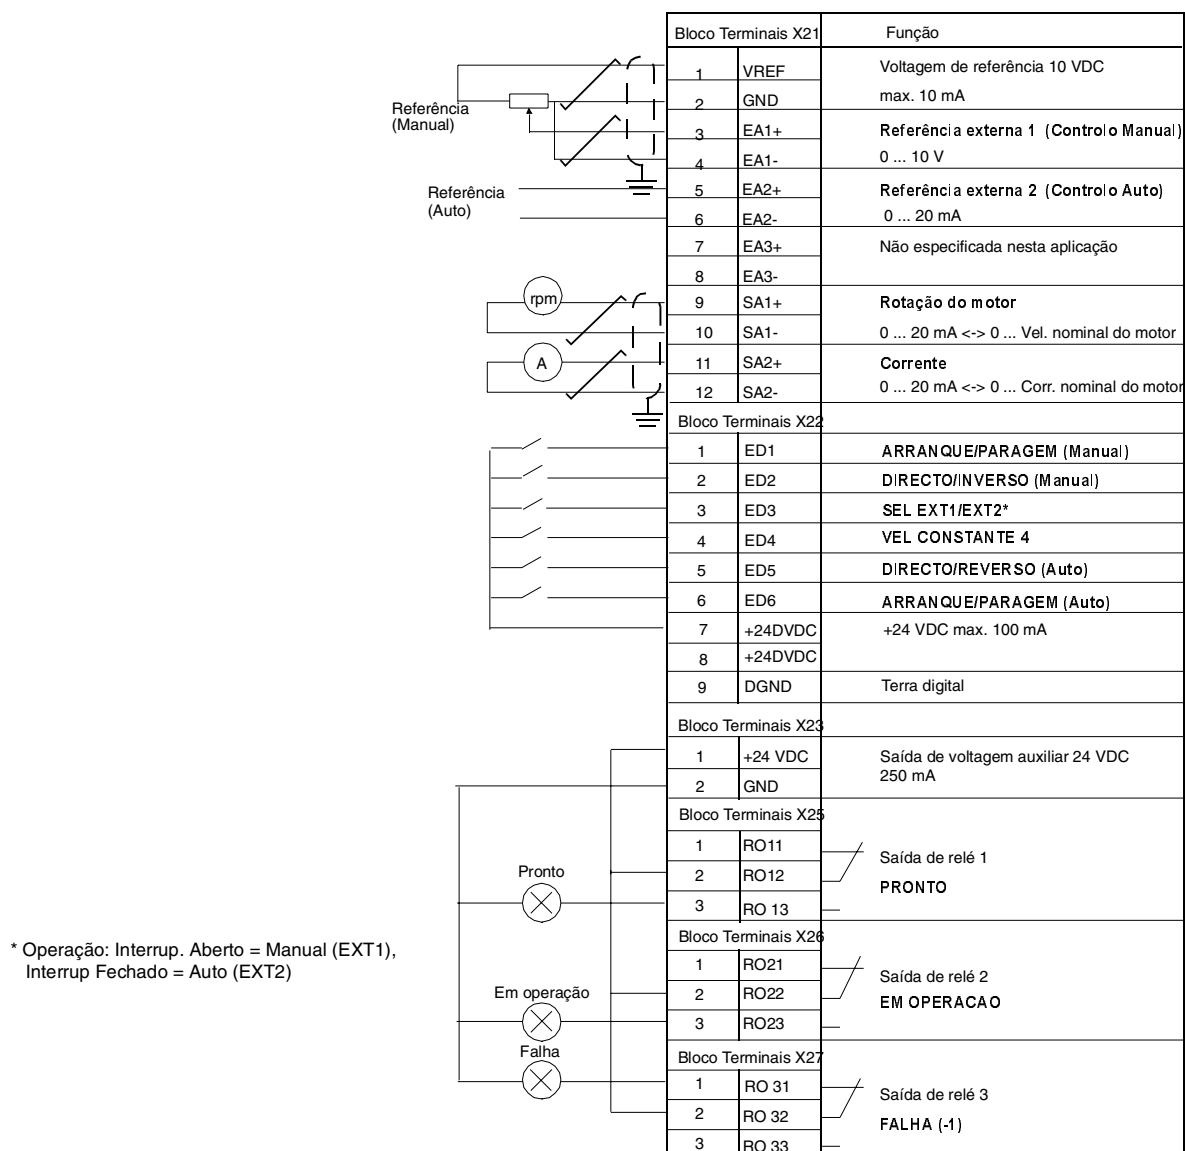 Bloco Terminais X21 Função
1 VREF Voltagem de referência 10 VDC
2 GND max. 10 mA
Referência
(Manual)
3 EA1+ Referência externa 1 (Controlo Manual)
4 EA1- 0 ... 10 V
Referência
(Auto)
5 EA2+ Referência externa 2 (Controlo Auto)
6 EA2- 0 ... 20 mA
7 EA3+ Não especificada nesta aplicação
8 EA3-
rpm
9 SA1+ Rotação do motor
10 SA1- 0 ... 20 mA <-> 0 ... Vel. nominal do motor
A
11 SA2+ Corrente
12 SA2- 0 ... 20 mA <-> 0 ... Corr. nominal do motor
Bloco Terminais X22
1 ED1 ARRANQUE/PARAGEM (Manual)
2 ED2 DIRECTO/INVERSO (Manual)
3 ED3 SEL EXT1/EXT2*
4 ED4 VEL CONSTANTE 4
5 ED5 DIRECTO/REVERSO (Auto)
6 ED6 ARRANQUE/PARAGEM (Auto)
7 +24DVDC +24 VDC max. 100 mA
8 +24DVDC
9 DGND Terra digital
Bloco Terminais X23
1 +24 VDC Saída de voltagem auxiliar 24 VDC
250 mA
2 GND
Bloco Terminais X25
1 RO11
Saída de relé 1
Pronto
2 RO12
PRONTO
3 RO 13
Bloco Terminais X26
* Operação: Interrup. Aberto = Manual (EXT1),
Interrup Fechado = Auto (EXT2)
1 RO21
Saída de relé 2
Em operação
2 RO22
EM OPERACAO
3 RO23
Falha
Bloco Terminais X27
1 RO 31
Saída de relé 3
2 RO 32
FALHA (-1)
3 RO 33